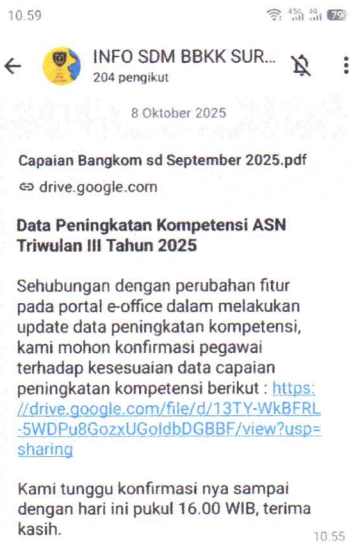 10.59
4.5G 4G 79
INFO SDM BBKK SUR...
204 pengikut
8 Oktober 2025
Capaian Bangkom sd September 2025.pdf
drive.google.com
Data Peningkatan Kompetensi ASN
Triwulan III Tahun 2025
Sehubungan dengan perubahan fitur
pada portal e-office dalam melakukan
update data peningkatan kompetensi,
kami mohon konfirmasi pegawai
terhadap kesesuaian data capaian
peningkatan kompetensi berikut : https:
//drive.google.com/file/d/13TY-WkBFRL
-5WDPu8GozxUGoldbDGBBF/view?usp=
sharing
Kami tunggu konfirmasi nya sampai
dengan hari ini pukul 16.00 WIB, terima
kasih.
10.55